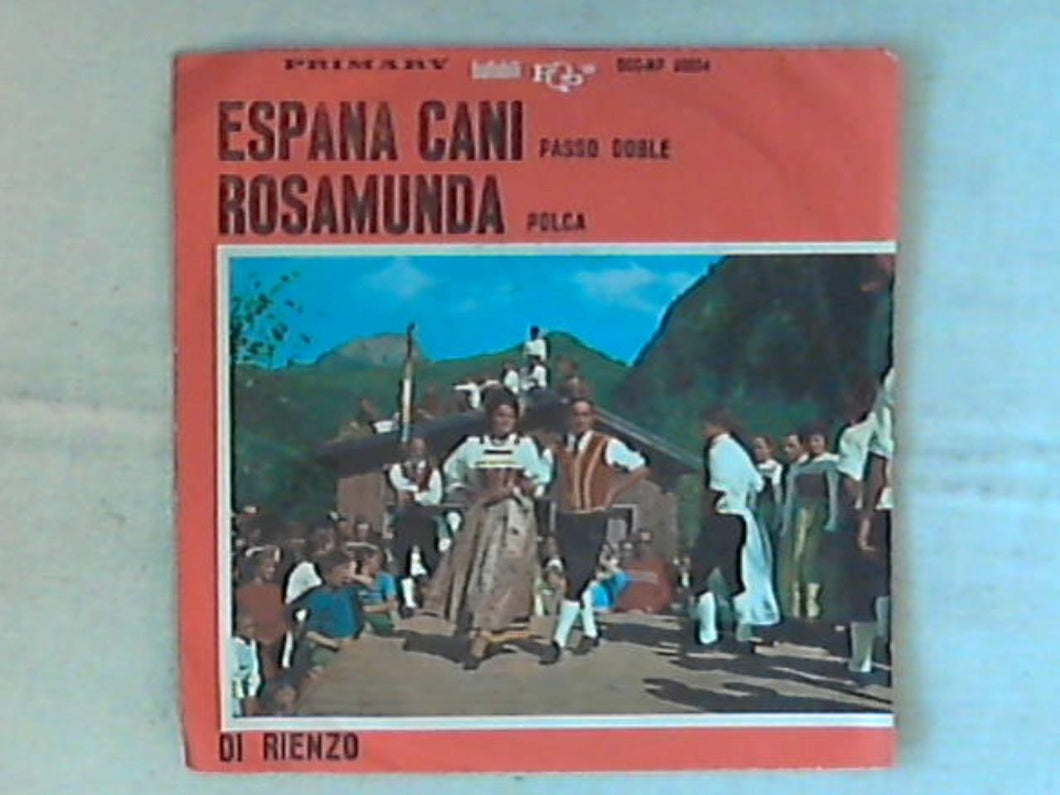 PRIMARY
ESPANA CANI PASSO DOBLE
ROSAMUNDA POLCA
DI RIENZO